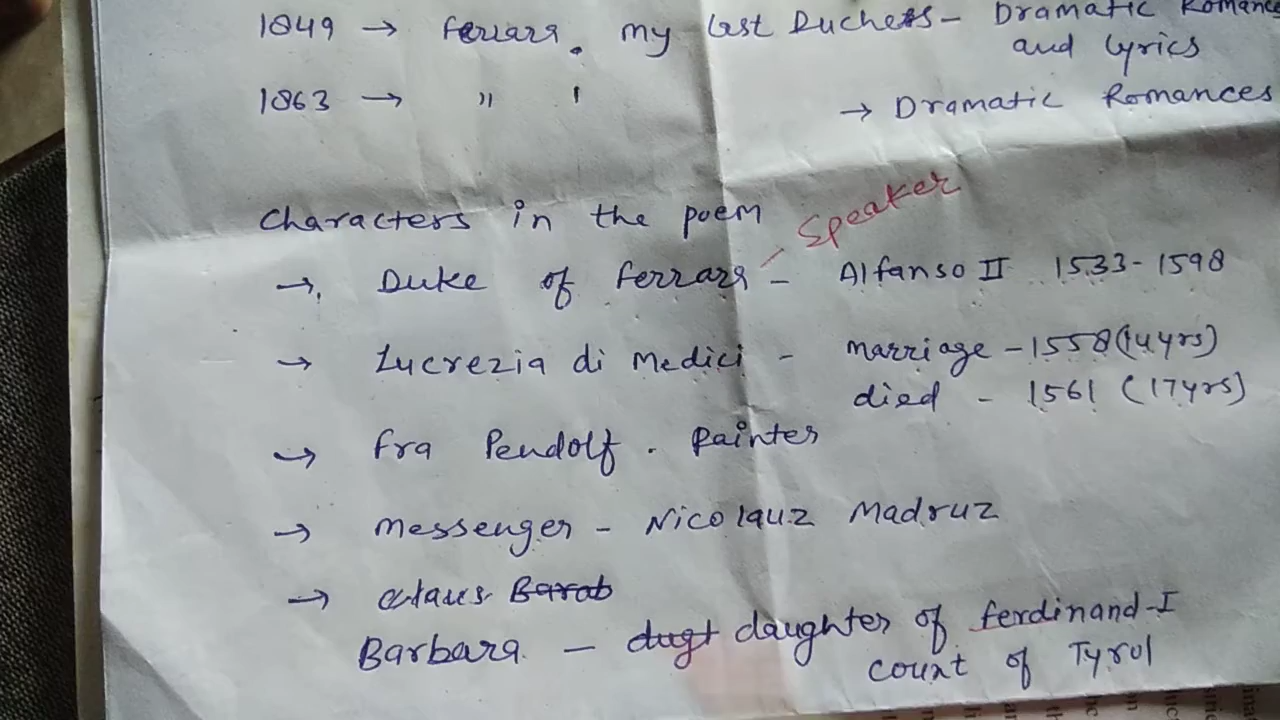 1849 → Ferrara. My Last Duchess - Dramatic Romances
and Lyrics
1863 → " ' → Dramatic Romances
Characters in the poem
→ Duke of Ferrara - Alfanso II 1533-1598
Speaker
→ Lucrezia di Medici - marriage - 1558 (14yrs)
died - 1561 (17yrs)
→ Fra Pendolf. Painter
→ Messenger - Nicolauz Madruz
→ Claus Barab
Barbara - dugt daughter of Ferdinand-I
Count of Tyrol